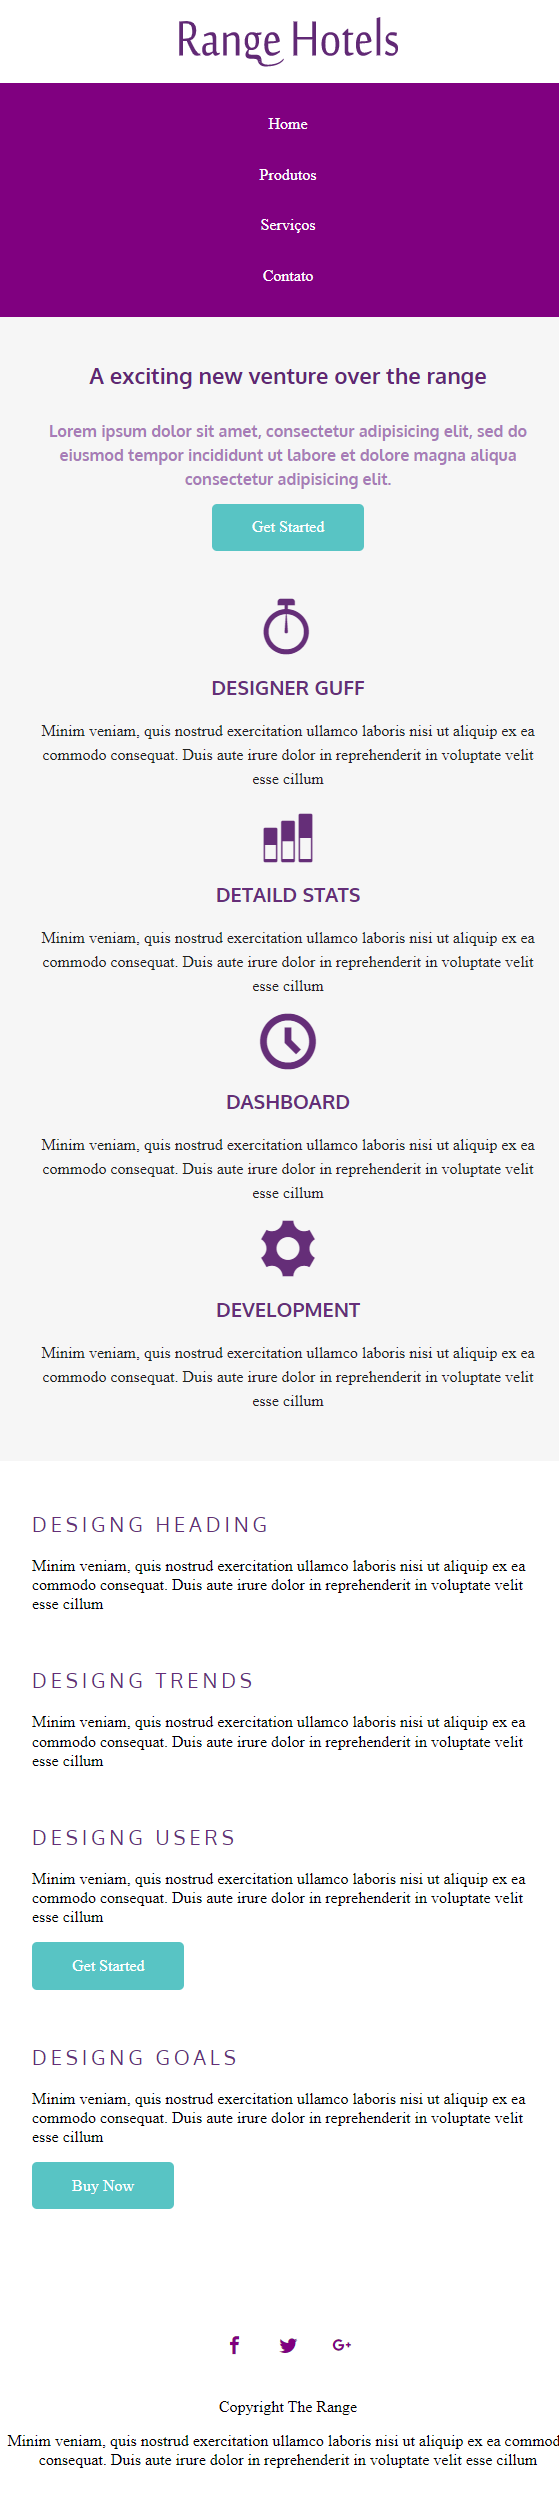 Range Hotels
Home
Produtos
Serviços
Contato
A exciting new venture over the range
Lorem ipsum dolor sit amet, consectetur adipisicing elit, sed do
eiusmod tempor incididunt ut labore et dolore magna aliqua
consectetur adipisicing elit.
Get Started
DESIGNER GUFF
Minim veniam, quis nostrud exercitation ullamco laboris nisi ut aliquip ex ea
commodo consequat. Duis aute irure dolor in reprehenderit in voluptate velit
esse cillum
DETAILD STATS
Minim veniam, quis nostrud exercitation ullamco laboris nisi ut aliquip ex ea
commodo consequat. Duis aute irure dolor in reprehenderit in voluptate velit
esse cillum
DASHBOARD
Minim veniam, quis nostrud exercitation ullamco laboris nisi ut aliquip ex ea
commodo consequat. Duis aute irure dolor in reprehenderit in voluptate velit
esse cillum
DEVELOPMENT
Minim veniam, quis nostrud exercitation ullamco laboris nisi ut aliquip ex ea
commodo consequat. Duis aute irure dolor in reprehenderit in voluptate velit
esse cillum
DESIGNG HEADING
Minim veniam, quis nostrud exercitation ullamco laboris nisi ut aliquip ex ea
commodo consequat. Duis aute irure dolor in reprehenderit in voluptate velit
esse cillum
DESIGNG TRENDS
Minim veniam, quis nostrud exercitation ullamco laboris nisi ut aliquip ex ea
commodo consequat. Duis aute irure dolor in reprehenderit in voluptate velit
esse cillum
DESIGNG USERS
Minim veniam, quis nostrud exercitation ullamco laboris nisi ut aliquip ex ea
commodo consequat. Duis aute irure dolor in reprehenderit in voluptate velit
esse cillum
Get Started
DESIGNG GOALS
Minim veniam, quis nostrud exercitation ullamco laboris nisi ut aliquip ex ea
commodo consequat. Duis aute irure dolor in reprehenderit in voluptate velit
esse cillum
Buy Now
f G+
Copyright The Range
Minim veniam, quis nostrud exercitation ullamco laboris nisi ut aliquip ex ea commod
consequat. Duis aute irure dolor in reprehenderit in voluptate velit esse cillum